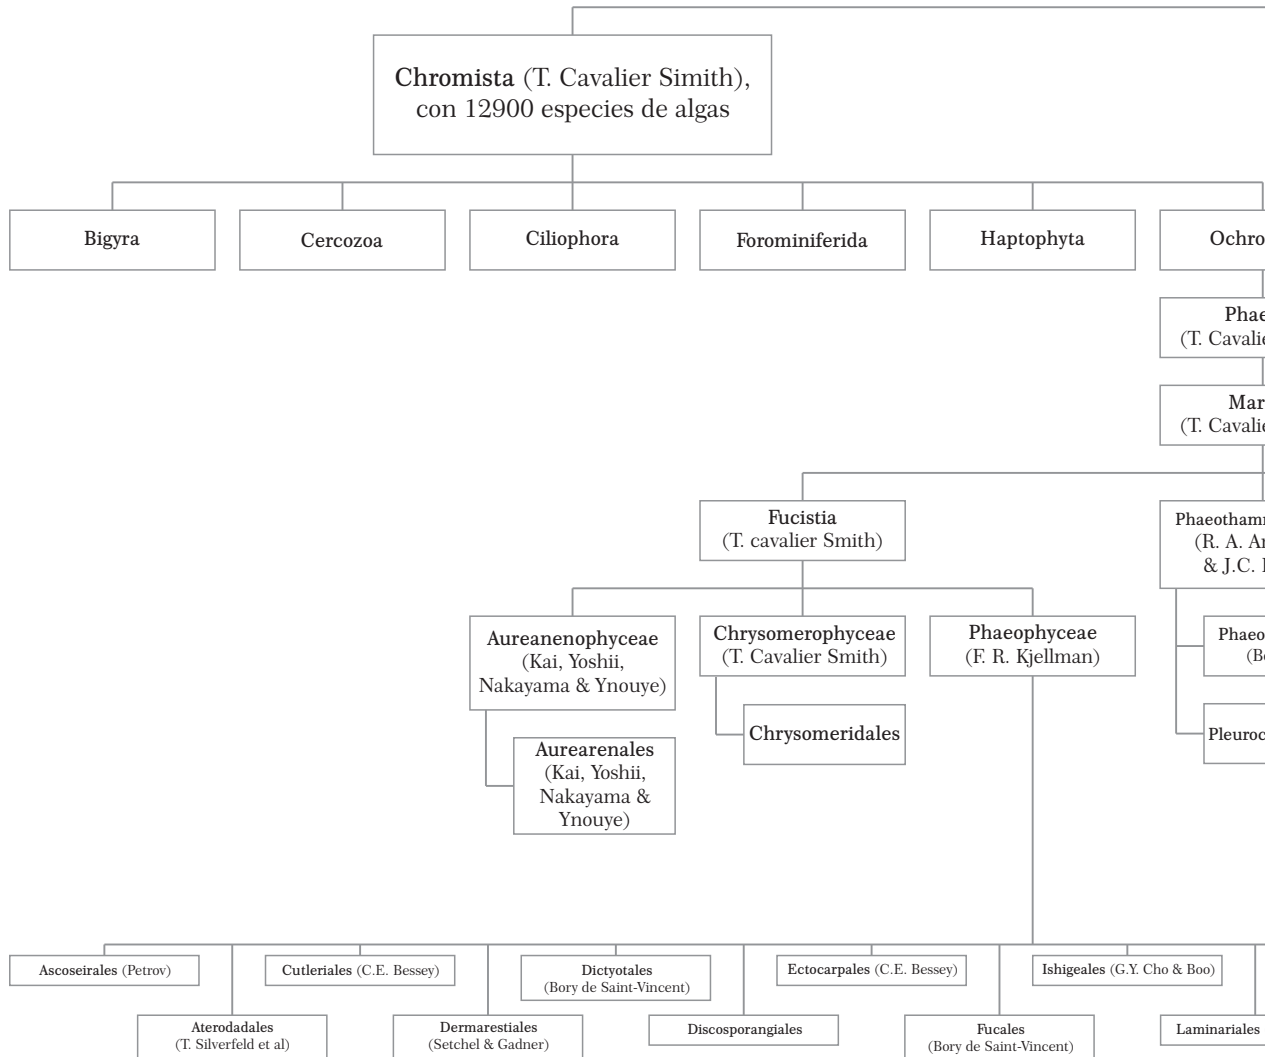 Chromista (T. Cavalier Simith),
con 12900 especies de algas
Bigyra
Cercozoa
Ciliophora
Forominiferida
Haptophyta
Ochro
Phae
(T. Cavalie
Mar
(T. Cavalie
Fucistia
(T. cavalier Smith)
Phaeotham
(R. A. A
& J.C.
Aureanenophyceae
(Kai, Yoshii,
Nakayama & Ynouye)
Chrysomerophyceae
(T. Cavalier Smith)
Phaeophyceae
(F. R. Kjellman)
Phaeo
(B
Aurearenales
(Kai, Yoshii,
Nakayama &
Ynouye)
Chrysomeridales
Pleuroc
Ascoseirales (Petrov)
Cutleriales (C.E. Bessey)
Dictyotales
(Bory de Saint-Vincent)
Ectocarpales (C.E. Bessey)
Ishigeales (G.Y. Cho & Boo)
Aterodadales
(T. Silverfeld et al)
Dermarestiales
(Setchel & Gadner)
Discosporangiales
Fucales
(Bory de Saint-Vincent)
Laminariales